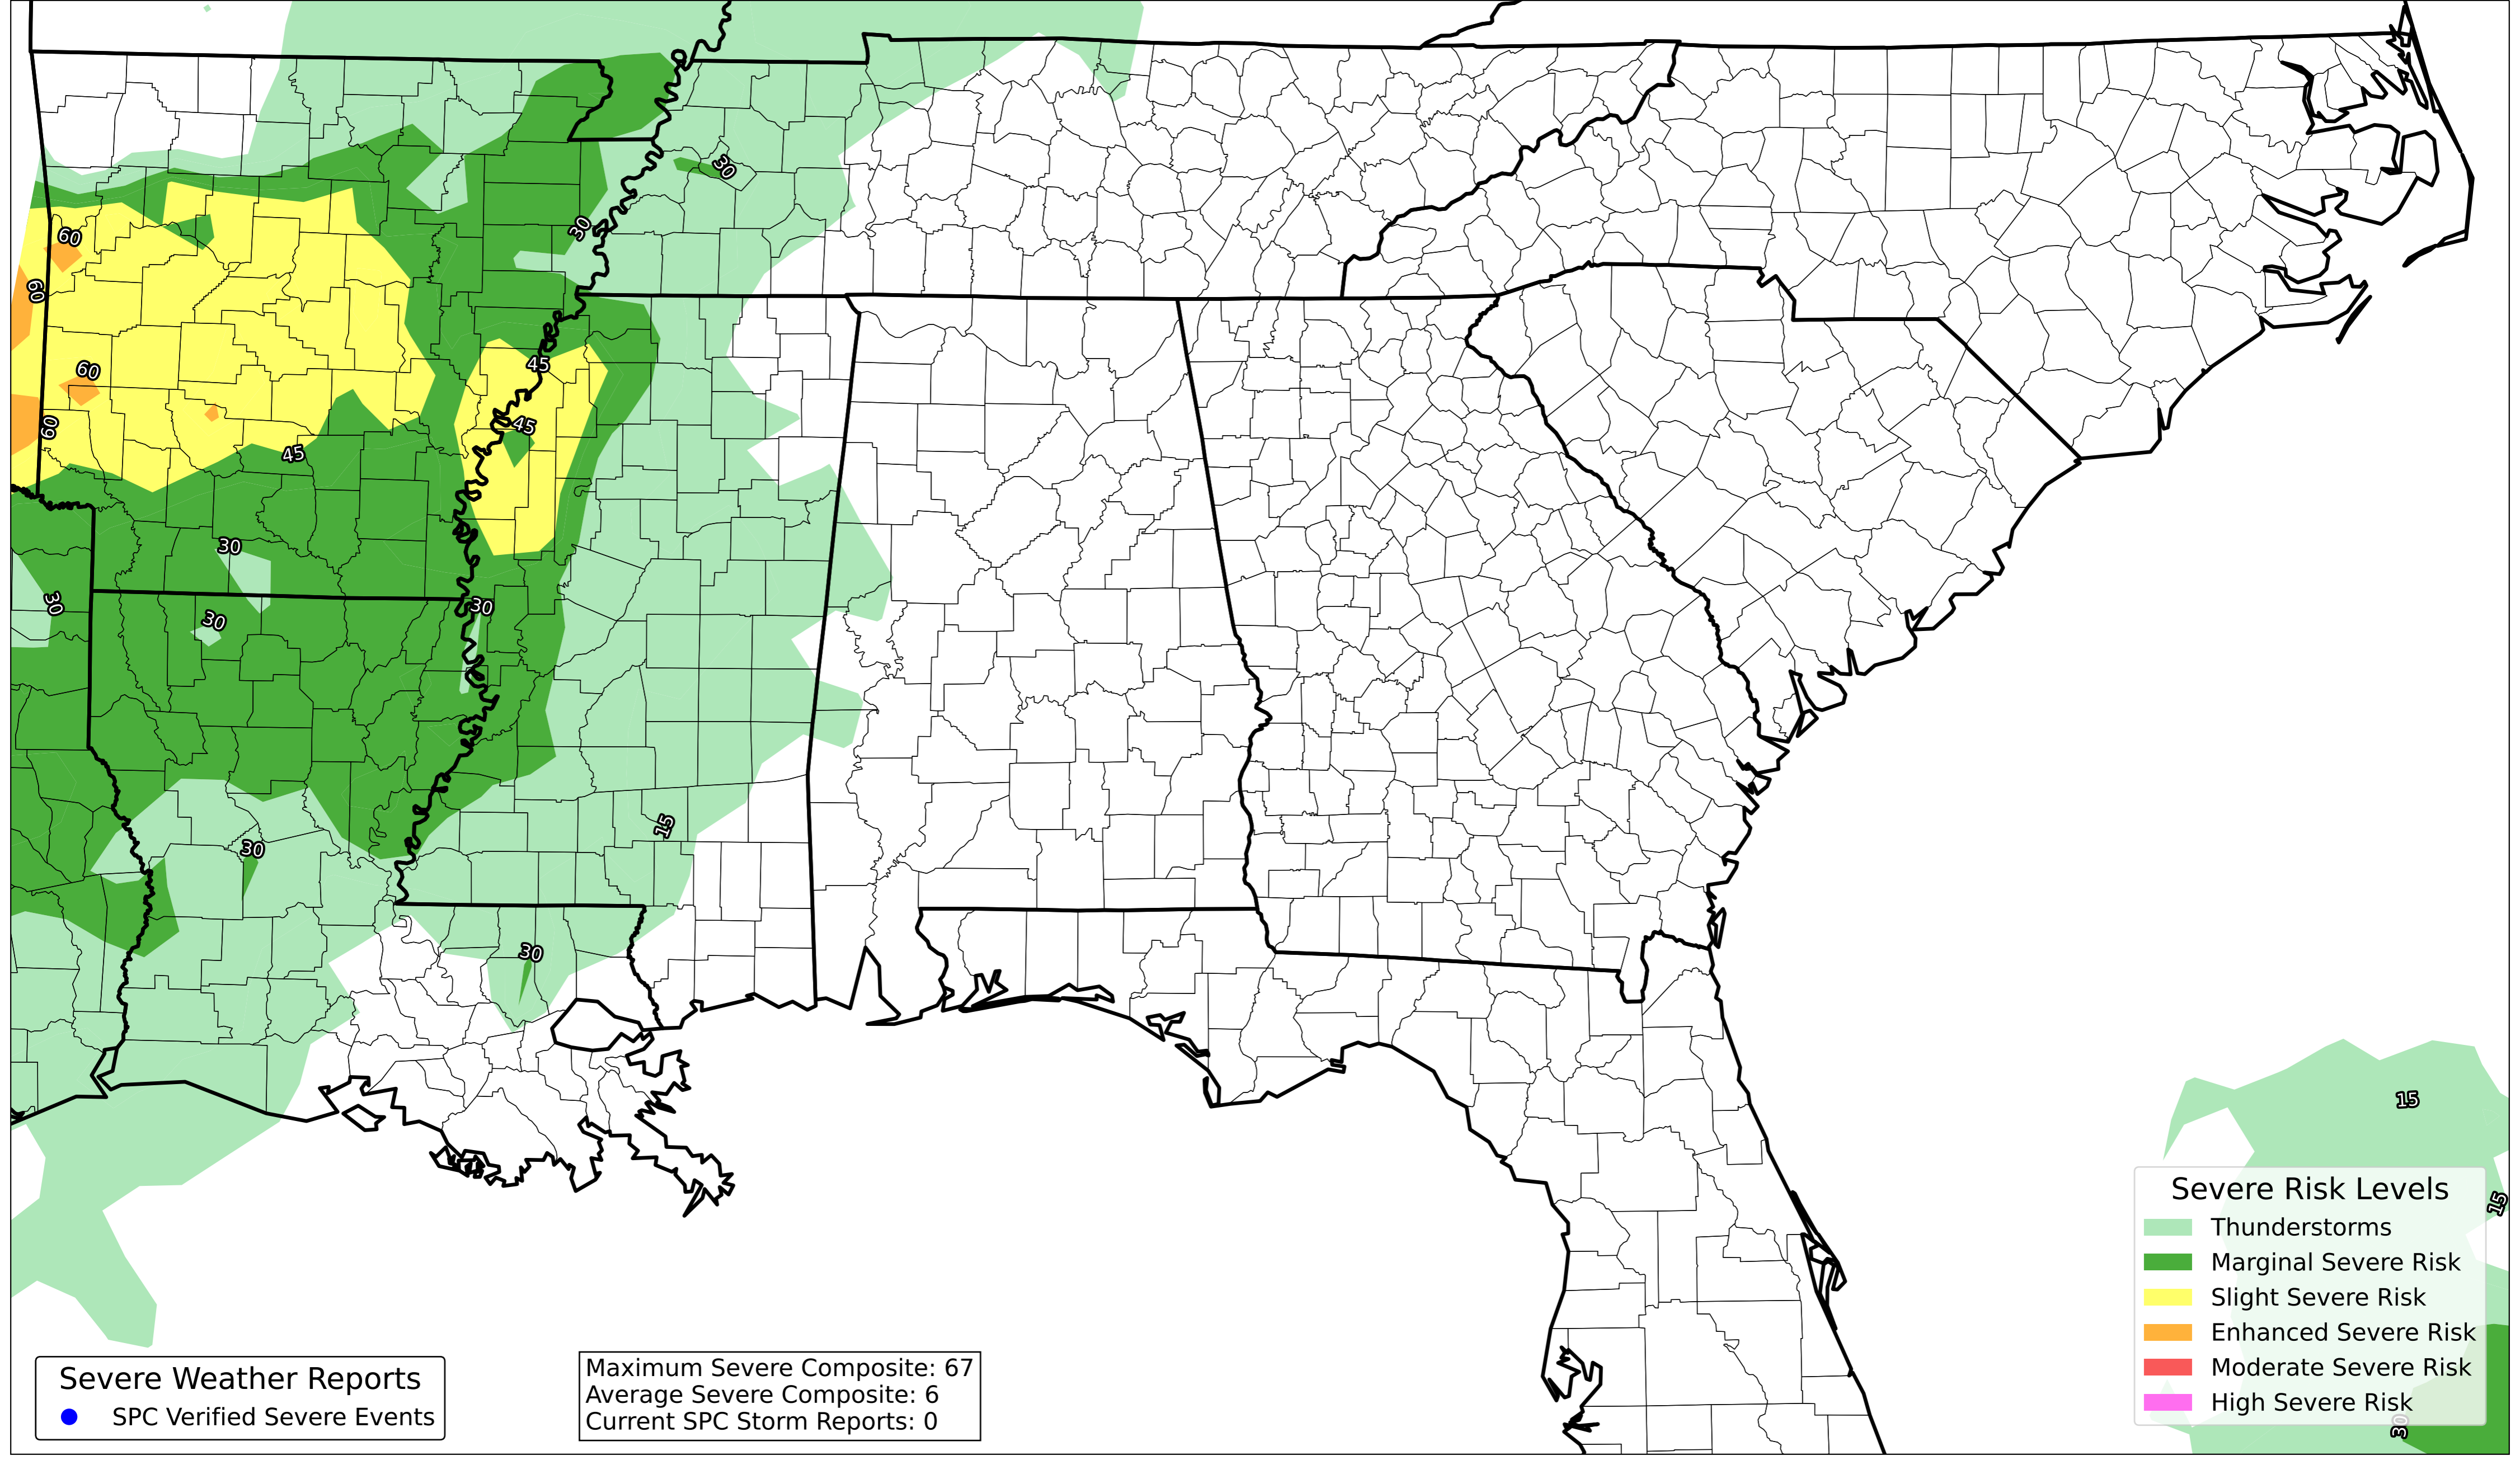 30
60
30
60
45
60
45
60
45
30
30
30
30
15
30
30
15
15
Severe Risk Levels
Thunderstorms
Marginal Severe Risk
Slight Severe Risk
Enhanced Severe Risk
Moderate Severe Risk
High Severe Risk
30
Severe Weather Reports
SPC Verified Severe Events
Maximum Severe Composite: 67
Average Severe Composite: 6
Current SPC Storm Reports: 0